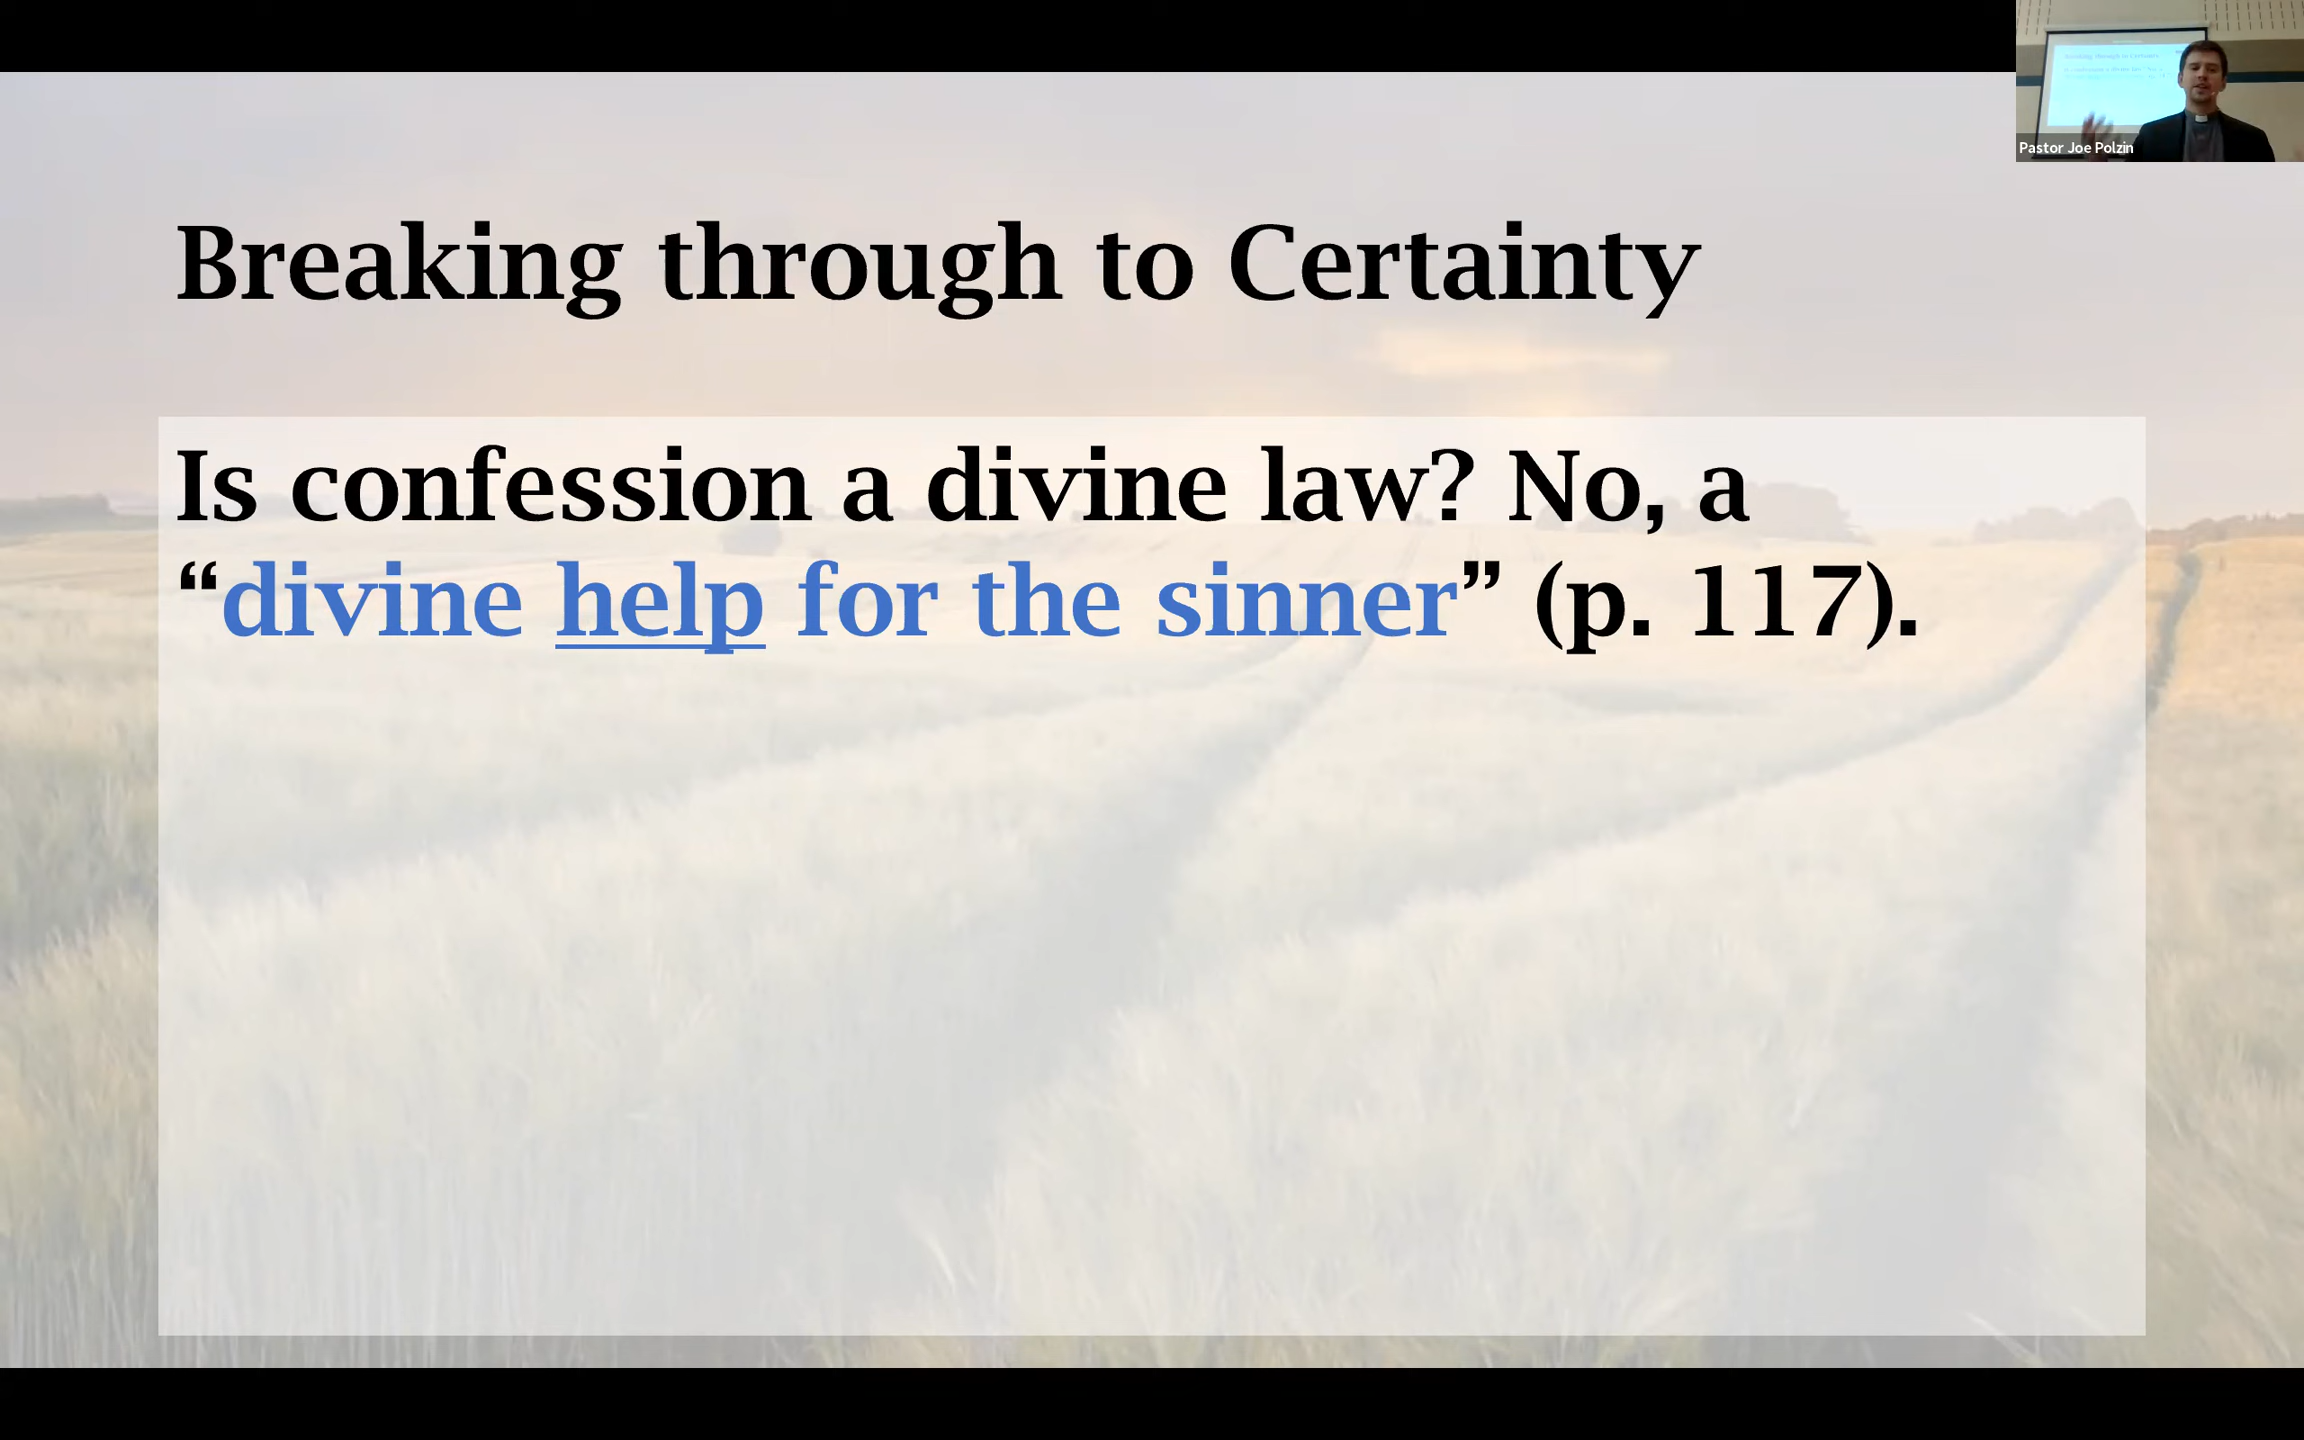 Breaking through to Certainty
Is confession a divine law? No, a
“divine help for the sinner” (p. 117).
Pastor Joe Polzin